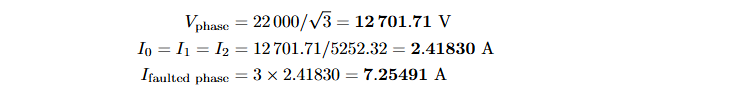 V_phase = 22 000/√3 = 12 701.71 V
I_0 = I_1 = I_2 = 12 701.71/5252.32 = 2.41830 A
I_faulted phase = 3 × 2.41830 = 7.25491 A